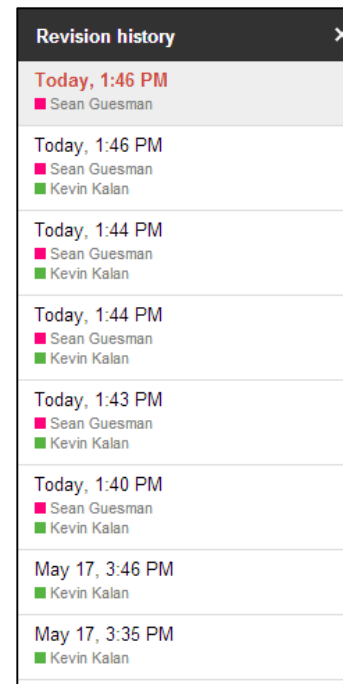 Revision history ×
Today, 1:46 PM
Sean Guesman
Today, 1:46 PM
Sean Guesman
Kevin Kalan
Today, 1:44 PM
Sean Guesman
Kevin Kalan
Today, 1:44 PM
Sean Guesman
Kevin Kalan
Today, 1:43 PM
Sean Guesman
Kevin Kalan
Today, 1:40 PM
Sean Guesman
Kevin Kalan
May 17, 3:46 PM
Kevin Kalan
May 17, 3:35 PM
Kevin Kalan